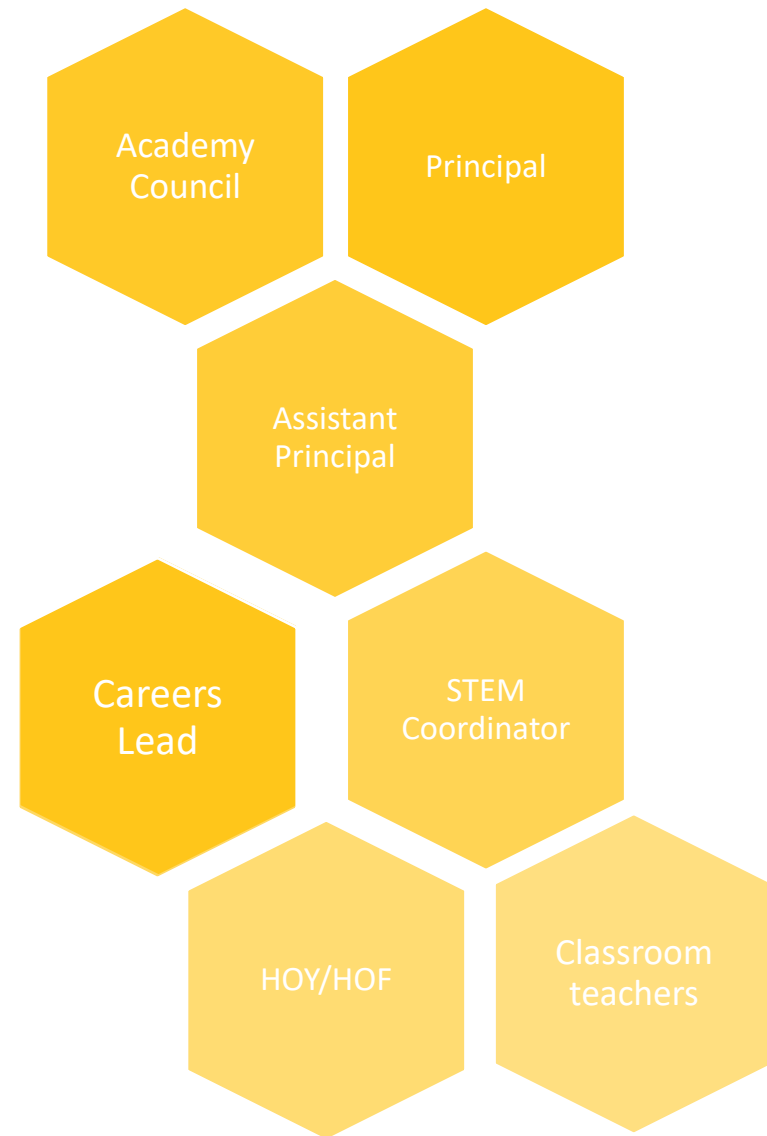 Academy
Council
Principal
Assistant
Principal
Careers
Lead
STEM
Coordinator
HOY/HOF
Classroom
teachers